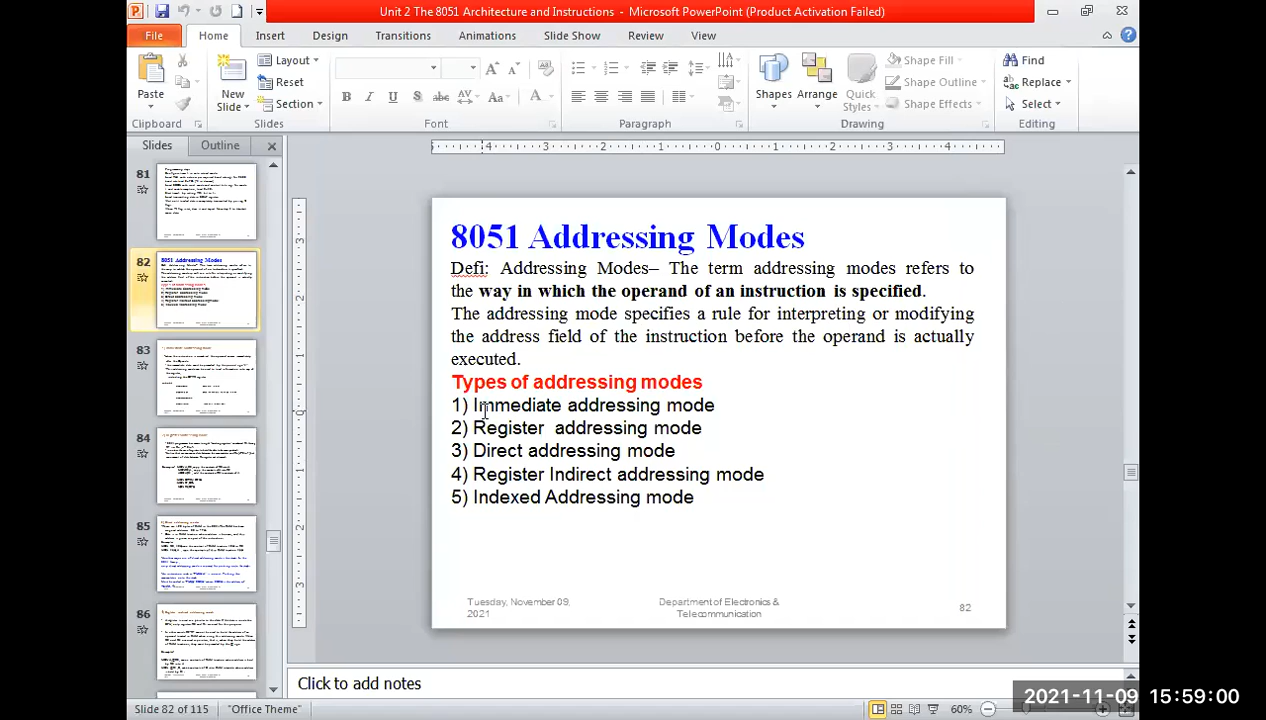 Unit 2 The 8051 Architecture and Instructions - Microsoft PowerPoint (Product Activation Failed)
File Home Insert Design Transitions Animations Slide Show Review View
Paste
New Slide
Layout
Reset
Section
Shapes Arrange Quick Styles
Shape Fill
Shape Outline
Shape Effects
Find
Replace
Select
Clipboard Slides Font Paragraph Drawing Editing
Slides Outline
81
82
83
84
85
86
8051 Addressing Modes
Defi: Addressing Modes– The term addressing modes refers to
the way in which theoperand of an instruction is specified.
The addressing mode specifies a rule for interpreting or modifying
the address field of the instruction before the operand is actually
executed.
Types of addressing modes
1) Immediate addressing mode
2) Register addressing mode
3) Direct addressing mode
4) Register Indirect addressing mode
5) Indexed Addressing mode
Tuesday, November 09,
2021
Department of Electronics &
Telecommunication
82
Click to add notes
Slide 82 of 115 "Office Theme" 60%
2021-11-09 15:59:00